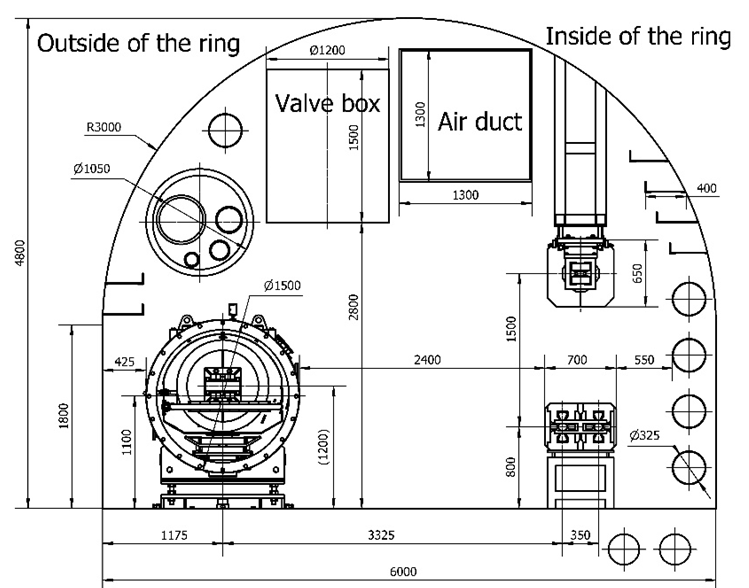 Outside of the ring
Inside of the ring
Ø1200
Valve box
1500
1300
Air duct
1300
R3000
Ø1050
400
4800
650
2800
Ø1500
1500
425
2400
700
550
1800
1100
(1200)
800
Ø325
1175
3325
350
6000